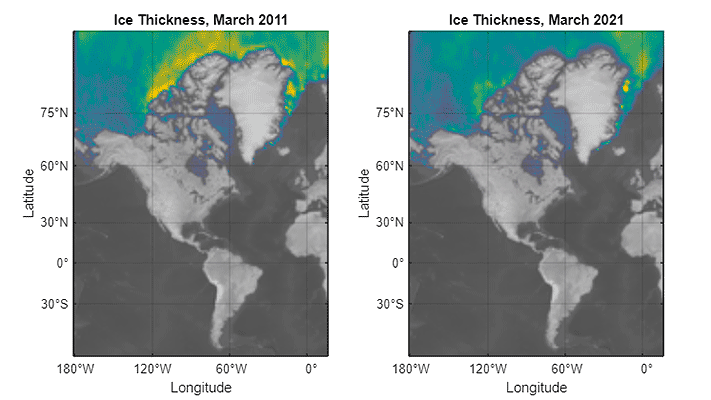 Ice Thickness, March 2011
Latitude
75°N
60°N
30°N
0°
30°S
180°W 120°W 60°W 0°
Longitude
Ice Thickness, March 2021
Latitude
75°N
60°N
30°N
0°
30°S
180°W 120°W 60°W 0°
Longitude